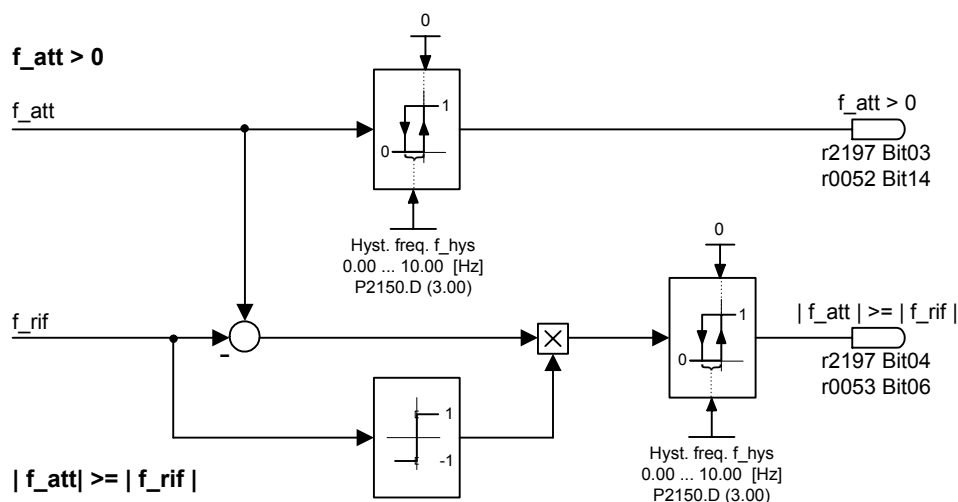 0
f_att > 0
f_att
1
0
f_att > 0
r2197 Bit03
r0052 Bit14
Hyst. freq. f_hys
0.00 ... 10.00 [Hz]
P2150.D (3.00)
0
f_rif
-
1
0
| f_att | >= | f_rif |
r2197 Bit04
r0053 Bit06
1
-1
Hyst. freq. f_hys
0.00 ... 10.00 [Hz]
P2150.D (3.00)
| f_att| >= | f_rif |